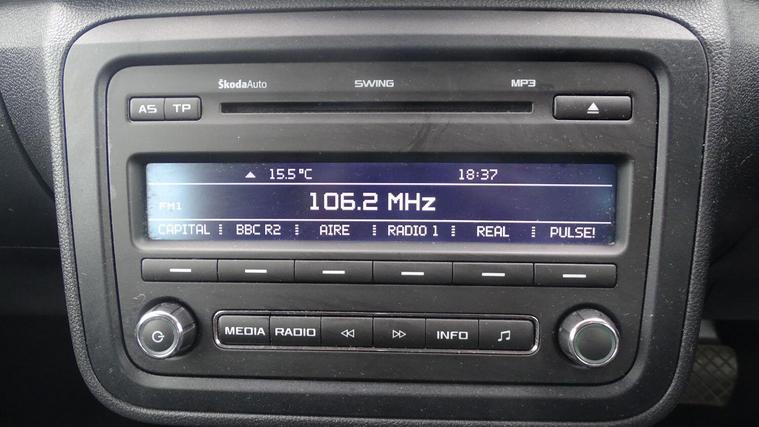 ŠkodaAuto SWING MP3
AS TP
15.5°C 18:37
106.2 MHz
FM1
CAPITAL BBC R2 AIRE RADIO 1 REAL PULSE!
MEDIA RADIO INFO